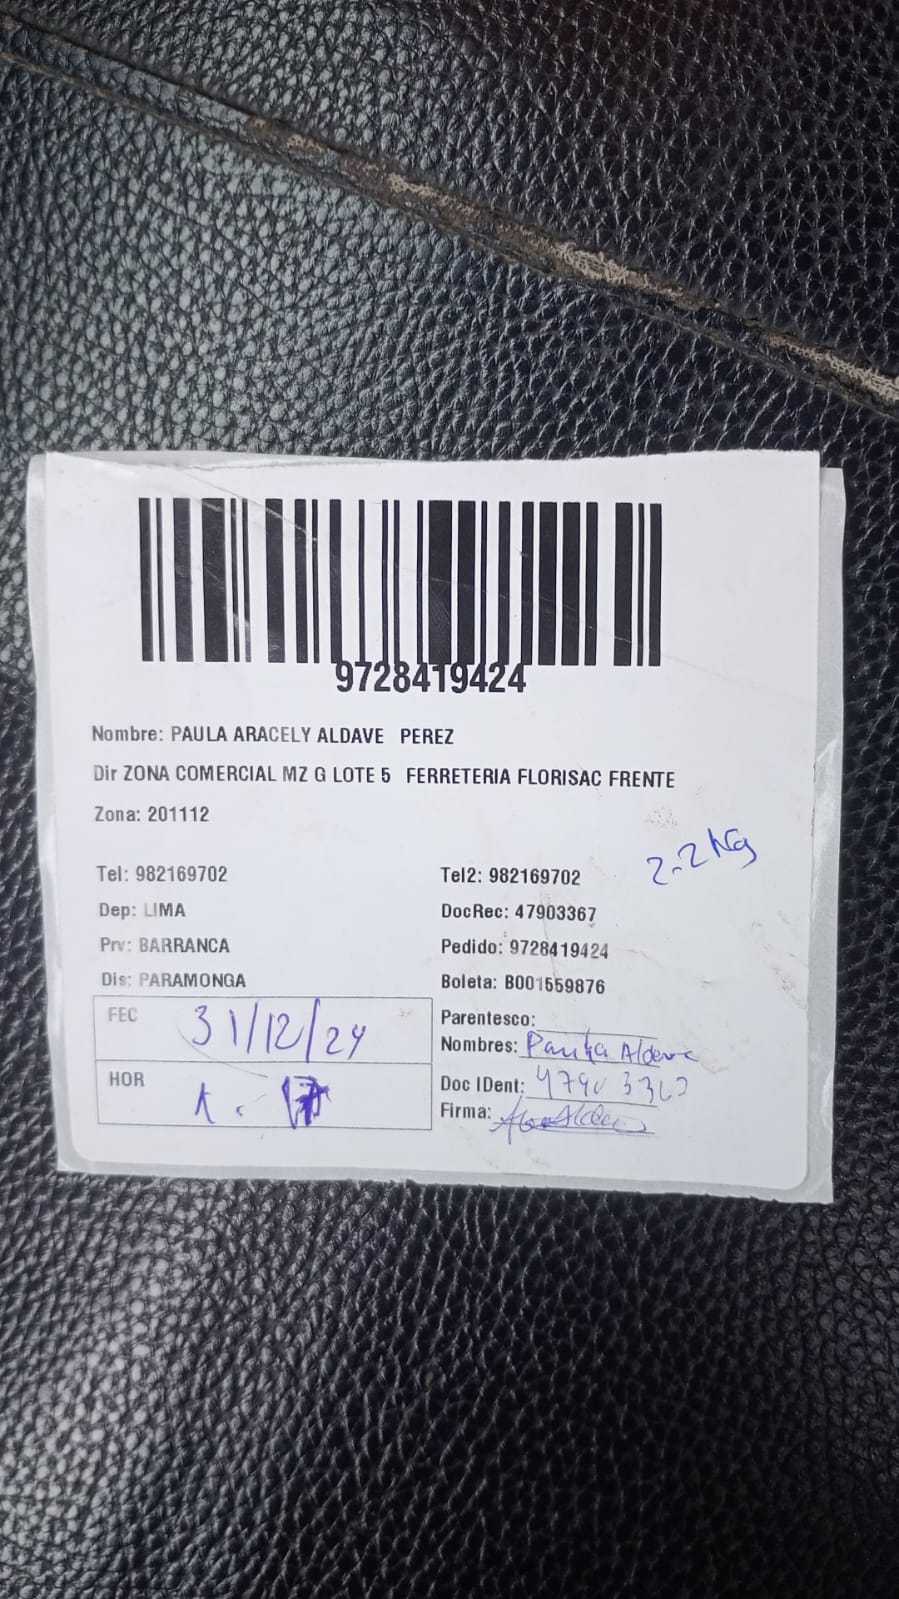 9728419424
Nombre: PAULA ARACELY ALDAVE PEREZ
Dir ZONA COMERCIAL MZ G LOTE 5 FERRETERIA FLORISAC FRENTE
Zona: 201112
2.2 Kg
Tel: 982169702 Tel2: 982169702
Dep: LIMA DocRec: 47903367
Prv: BARRANCA Pedido: 9728419424
Dis: PARAMONGA Boleta: B001559876
FEC 31/12/24
Parentesco:
Nombres: Paula Aldave
HOR
Doc IDent:
Firma: